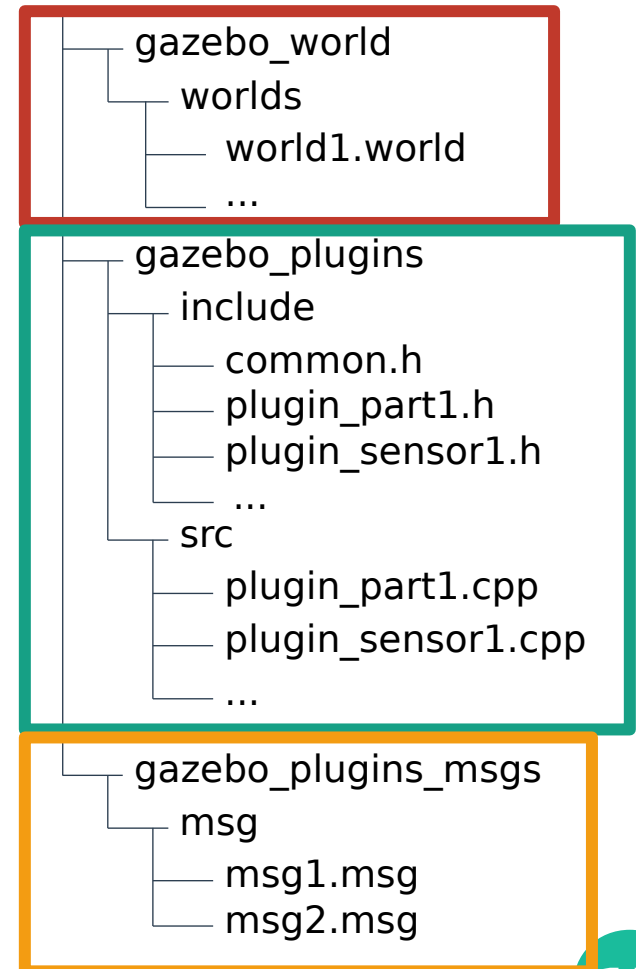 gazebo_world
worlds
world1.world
...
gazebo_plugins
include
common.h
plugin_part1.h
plugin_sensor1.h
...
src
plugin_part1.cpp
plugin_sensor1.cpp
...
gazebo_plugins_msgs
msg
msg1.msg
msg2.msg